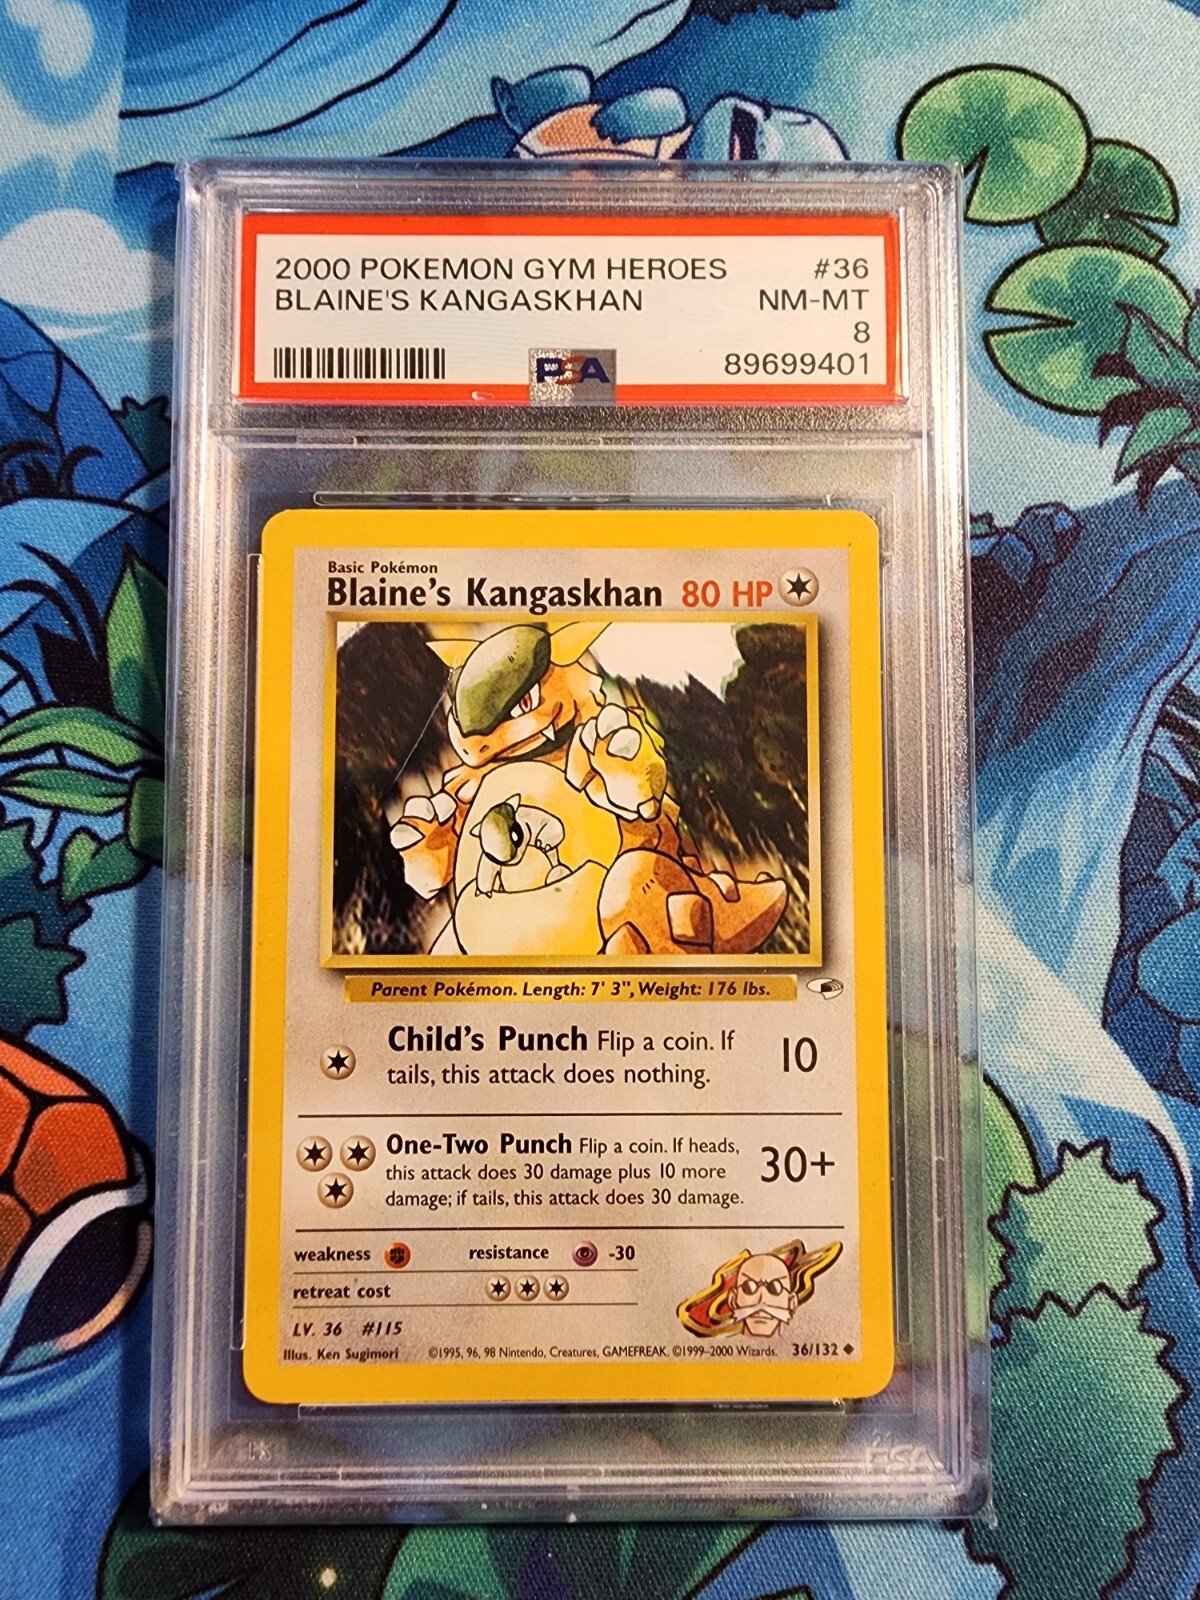 2000 POKEMON GYM HEROES #36
BLAINE'S KANGASKHAN NM-MT
8
PSA 89699401
Basic Pokémon
Blaine's Kangaskhan 80 HP
Parent Pokémon. Length: 7' 3", Weight: 176 lbs.
Child's Punch Flip a coin. If
tails, this attack does nothing.
10
One-Two Punch Flip a coin. If heads,
this attack does 30 damage plus 10 more
damage; if tails, this attack does 30 damage.
30+
weakness resistance -30
retreat cost
LV. 36 #115
Illus. Ken Sugimori ©1995, 96, 98 Nintendo, Creatures, GAMEFREAK. ©1999–2000 Wizards. 36/132
PSA